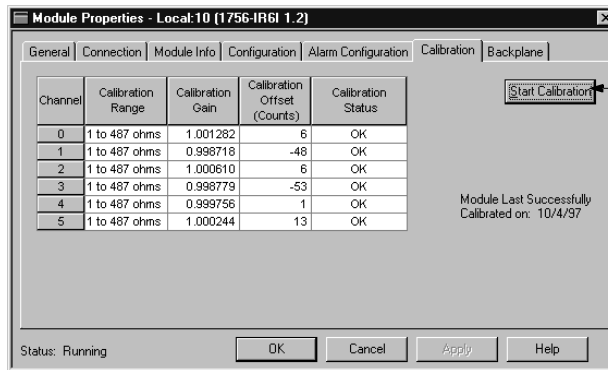 Module Properties - Local:10 (1756-IR6I 1.2)
General Connection Module Info Configuration Alarm Configuration Calibration Backplane
Channel Calibration Range Calibration Gain Calibration Offset (Counts) Calibration Status
0 1 to 487 ohms 1.001282 6 OK
1 1 to 487 ohms 0.998718 -48 OK
2 1 to 487 ohms 1.000610 6 OK
3 1 to 487 ohms 0.998779 -53 OK
4 1 to 487 ohms 0.999756 1 OK
5 1 to 487 ohms 1.000244 13 OK
Start Calibration
Module Last Successfully
Calibrated on: 10/4/97
Status: Running
OK Cancel Apply Help